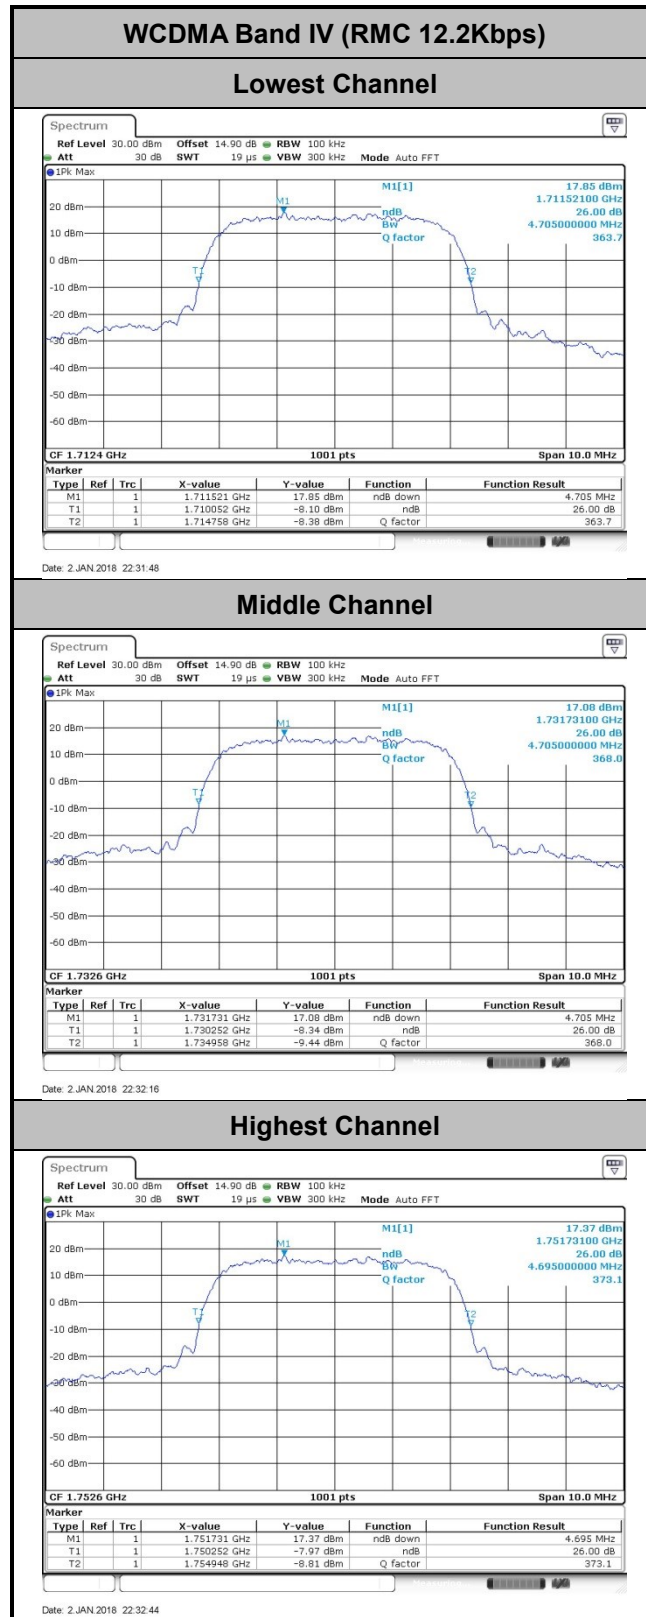 WCDMA Band IV (RMC 12.2Kbps)
Lowest Channel
Spectrum
Ref Level 30.00 dBm Offset 14.90 dB RBW 100 kHz
Att 30 dB SWT 19 µs VBW 300 kHz Mode Auto FFT
1Pk Max
M1[1] 17.85 dBm
1.71152100 GHz
ndB 26.00 dB
Bw 4.705000000 MHz
Q factor 363.7
M1
T1
T2
20 dBm
10 dBm
0 dBm
-10 dBm
-20 dBm
-30 dBm
-40 dBm
-50 dBm
-60 dBm
CF 1.7124 GHz 1001 pts Span 10.0 MHz
Marker
Type Ref Trc X-value Y-value Function Function Result
M1 1 1.711521 GHz 17.85 dBm ndB down 4.705 MHz
T1 1 1.710052 GHz -8.10 dBm ndB 26.00 dB
T2 1 1.714758 GHz -8.38 dBm Q factor 363.7
Date: 2.JAN.2018 22:31:48
Middle Channel
Spectrum
Ref Level 30.00 dBm Offset 14.90 dB RBW 100 kHz
Att 30 dB SWT 19 µs VBW 300 kHz Mode Auto FFT
1Pk Max
M1[1] 17.08 dBm
1.73173100 GHz
ndB 26.00 dB
Bw 4.705000000 MHz
Q factor 368.0
M1
T1
T2
20 dBm
10 dBm
0 dBm
-10 dBm
-20 dBm
-30 dBm
-40 dBm
-50 dBm
-60 dBm
CF 1.7326 GHz 1001 pts Span 10.0 MHz
Marker
Type Ref Trc X-value Y-value Function Function Result
M1 1 1.731731 GHz 17.08 dBm ndB down 4.705 MHz
T1 1 1.730252 GHz -8.34 dBm ndB 26.00 dB
T2 1 1.734958 GHz -9.44 dBm Q factor 368.0
Date: 2.JAN.2018 22:32:16
Highest Channel
Spectrum
Ref Level 30.00 dBm Offset 14.90 dB RBW 100 kHz
Att 30 dB SWT 19 µs VBW 300 kHz Mode Auto FFT
1Pk Max
M1[1] 17.37 dBm
1.75173100 GHz
ndB 26.00 dB
Bw 4.695000000 MHz
Q factor 373.1
M1
T1
T2
20 dBm
10 dBm
0 dBm
-10 dBm
-20 dBm
-30 dBm
-40 dBm
-50 dBm
-60 dBm
CF 1.7526 GHz 1001 pts Span 10.0 MHz
Marker
Type Ref Trc X-value Y-value Function Function Result
M1 1 1.751731 GHz 17.37 dBm ndB down 4.695 MHz
T1 1 1.750252 GHz -7.97 dBm ndB 26.00 dB
T2 1 1.754948 GHz -8.81 dBm Q factor 373.1
Date: 2.JAN.2018 22:32:44